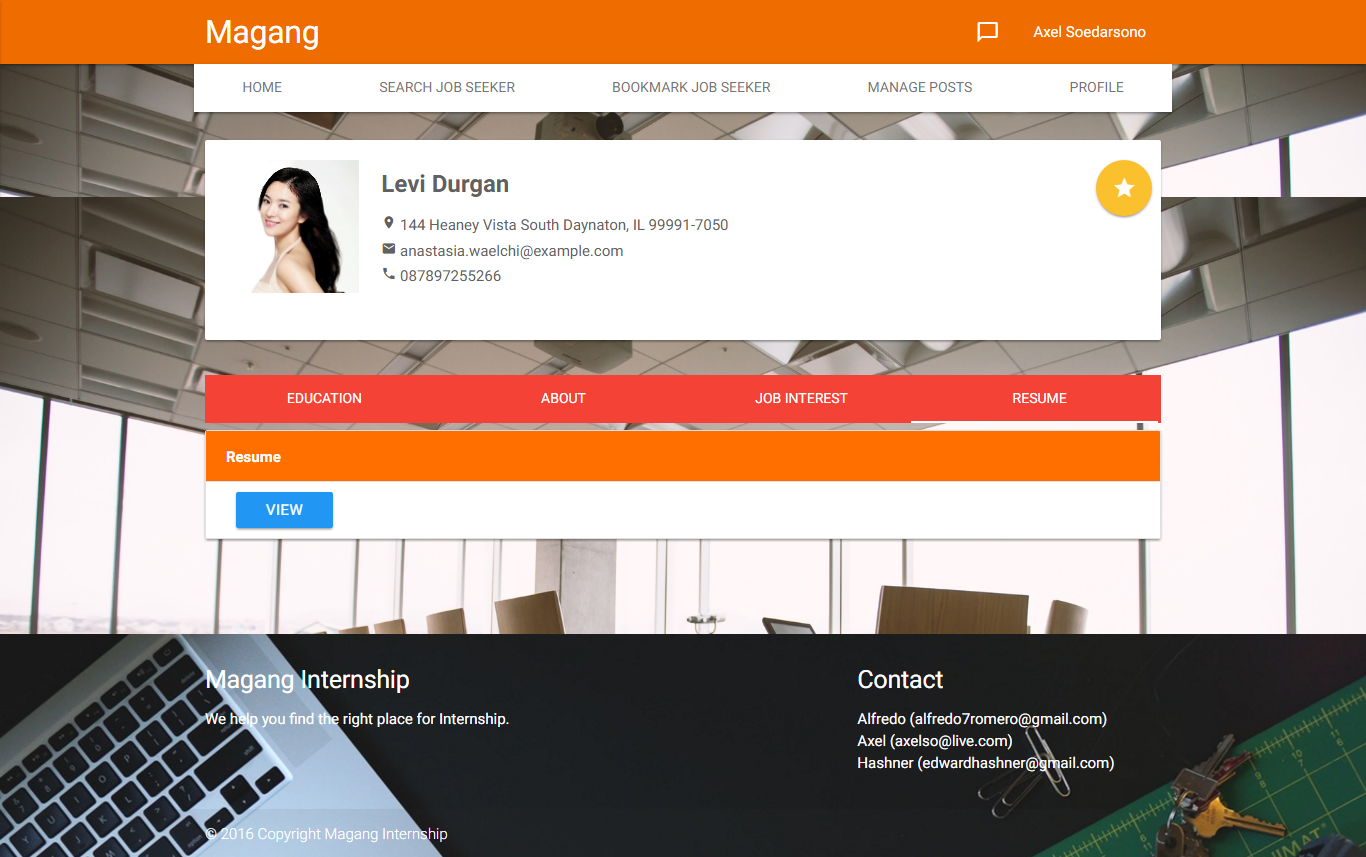 Magang
Axel Soedarsono
HOME
SEARCH JOB SEEKER
BOOKMARK JOB SEEKER
MANAGE POSTS
PROFILE
Levi Durgan
144 Heaney Vista South Daynaton, IL 99991-7050
anastasia.waelchi@example.com
087897255266
EDUCATION
ABOUT
JOB INTEREST
RESUME
Resume
VIEW
Magang Internship
We help you find the right place for Internship.
Contact
Alfredo (alfredo7romero@gmail.com)
Axel (axelso@live.com)
Hashner (edwardhashner@gmail.com)
© 2016 Copyright Magang Internship